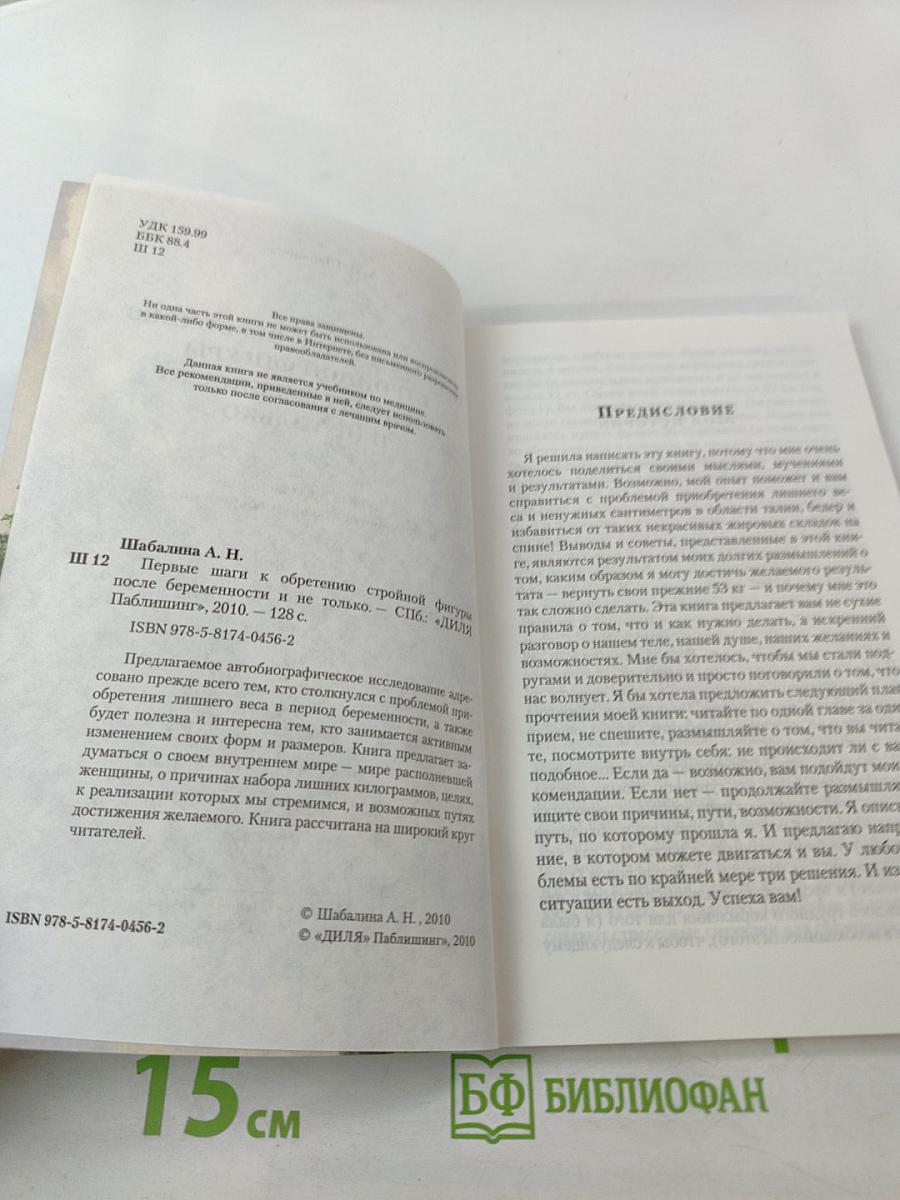 УДК 159.99
ББК 88.4
Ш 12
Все права защищены.
Ни одна часть этой книги не может быть использована или воспроизведена
в какой-либо форме, в том числе в Интернете, без письменного разрешения
правообладателей.
Данная книга не является учебником по медицине.
Все рекомендации, приведенные в ней, следует использовать
только после согласования с лечащим врачом.
Шабалина А. Н.
Ш 12 Первые шаги к обретению стройной фигуры
после беременности и не только. — СПб.: «ДИЛЯ
Паблишинг», 2010. — 128 с.
ISBN 978-5-8174-0456-2
Предлагаемое автобиографическое исследование адре-
совано прежде всего тем, кто столкнулся с проблемой при-
обретения лишнего веса в период беременности, а также
будет полезна и интересна тем, кто занимается активным
изменением своих форм и размеров. Книга предлагает за-
думаться о своем внутреннем мире — мире располневшей
женщины, о причинах набора лишних килограммов, целях,
к реализации которых мы стремимся, и возможных путях
достижения желаемого. Книга рассчитана на широкий круг
читателей.
ISBN 978-5-8174-0456-2
© Шабалина А. Н., 2010
© «ДИЛЯ» Паблишинг», 2010
ПРЕДИСЛОВИЕ
Я решила написать эту книгу, потому что мне очень
хотелось поделиться своими мыслями, мучениями
и результатами. Возможно, мой опыт поможет и вам
справиться с проблемой приобретения лишнего ве-
са и ненужных сантиметров в области талии, бедер и
избавиться от таких некрасивых жировых складок на
спине! Выводы и советы, представленные в этой кни-
ге, являются результатом моих долгих размышлений о
том, каким образом я могу достичь желаемого резуль-
тата — вернуть свои прежние 53 кг — и почему мне это
так сложно сделать. Эта книга предлагает вам не сухие
правила о том, что и как нужно делать, а искренний
разговор о нашем теле, нашей душе, наших желаниях и
возможностях. Мне бы хотелось, чтобы мы стали под-
ругами и доверительно и просто поговорили о том, что
нас волнует. Я бы хотела предложить следующий план
прочтения моей книги: читайте по одной главе за один
прием, не спешите, размышляйте о том, что вы чита
те, посмотрите внутрь себя: не происходит ли с ва
подобное... Если да — возможно, вам подойдут мои
комендации. Если нет — продолжайте размышля
ищите свои причины, пути, возможности. Я опис
путь, по которому прошла я. И предлагаю напр
ние, в котором можете двигаться и вы. У любо
блемы есть по крайней мере три решения. И из
ситуации есть выход. Успеха вам!
15 см
БФ БИБЛИОФАН